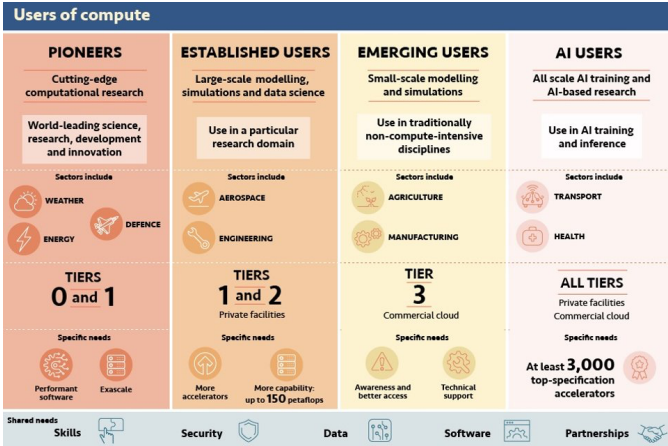 Users of compute
PIONEERS
Cutting-edge
computational research
World-leading science,
research, development
and innovation
Sectors include
WEATHER
DEFENCE
ENERGY
TIERS
0 and 1
Specific needs
Performant
software
Exascale
ESTABLISHED USERS
Large-scale modelling,
simulations and data science
Use in a particular
research domain
Sectors include
AEROSPACE
ENGINEERING
TIERS
1 and 2
Private facilities
Specific needs
More
accelerators
More capability:
up to 150 petaflops
EMERGING USERS
Small-scale modelling
and simulations
Use in traditionally
non-compute-intensive
disciplines
Sectors include
AGRICULTURE
MANUFACTURING
TIER
3
Commercial cloud
Specific needs
Awareness and
better access
Technical
support
AI USERS
All scale AI training and
AI-based research
Use in AI training
and inference
Sectors include
TRANSPORT
HEALTH
ALL TIERS
Private facilities
Commercial cloud
Specific needs
At least 3,000
top-specification
accelerators
Shared needs
Skills
Security
Data
Software
Partnerships